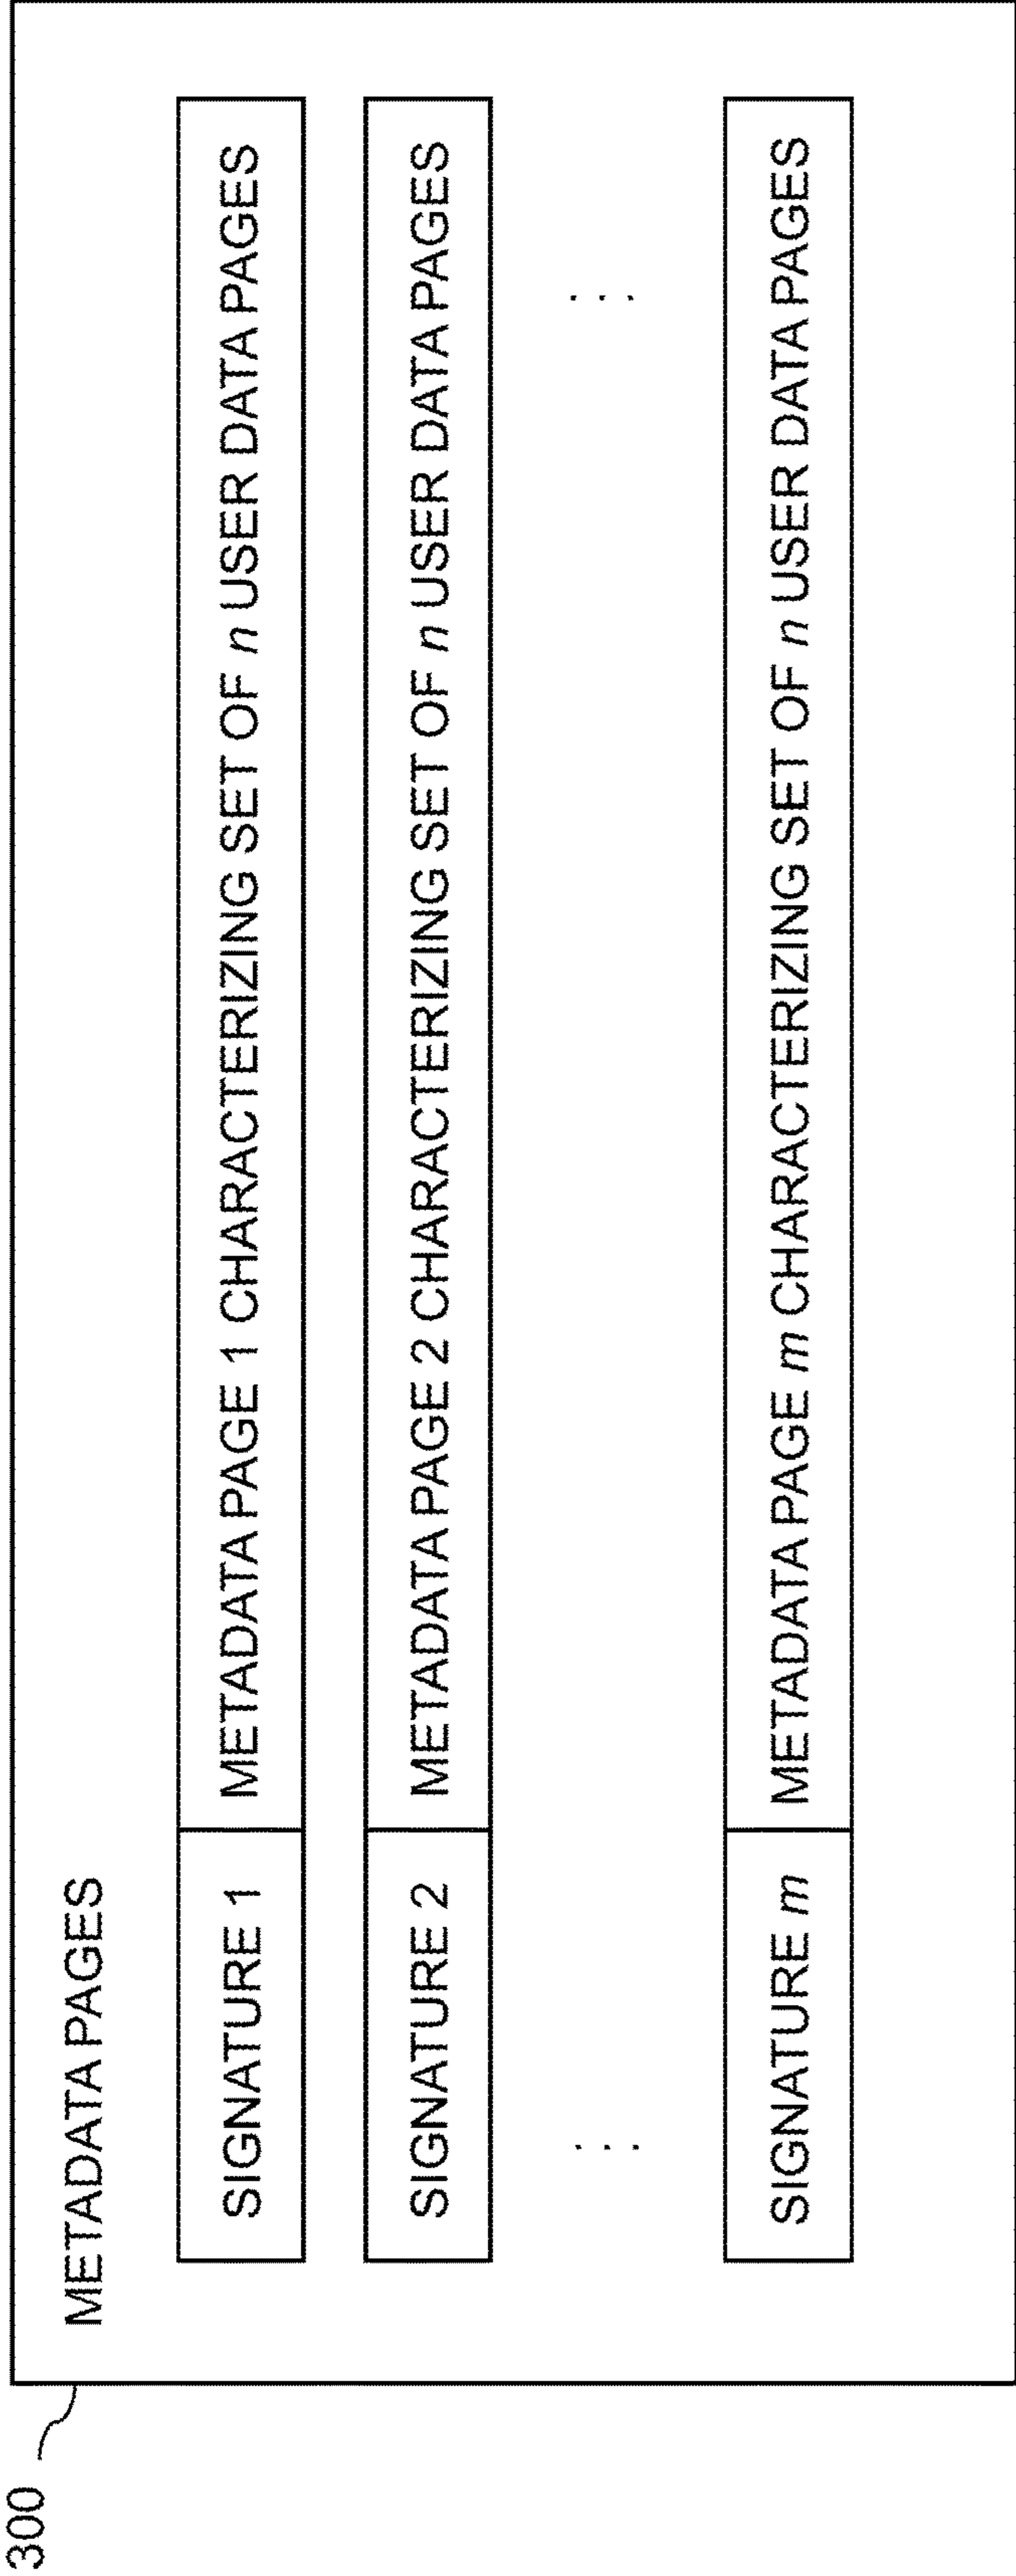 300
METADATA PAGES
SIGNATURE 1 METADATA PAGE 1 CHARACTERIZING SET OF n USER DATA PAGES
SIGNATURE 2 METADATA PAGE 2 CHARACTERIZING SET OF n USER DATA PAGES
. . . . . .
SIGNATURE m METADATA PAGE m CHARACTERIZING SET OF n USER DATA PAGES